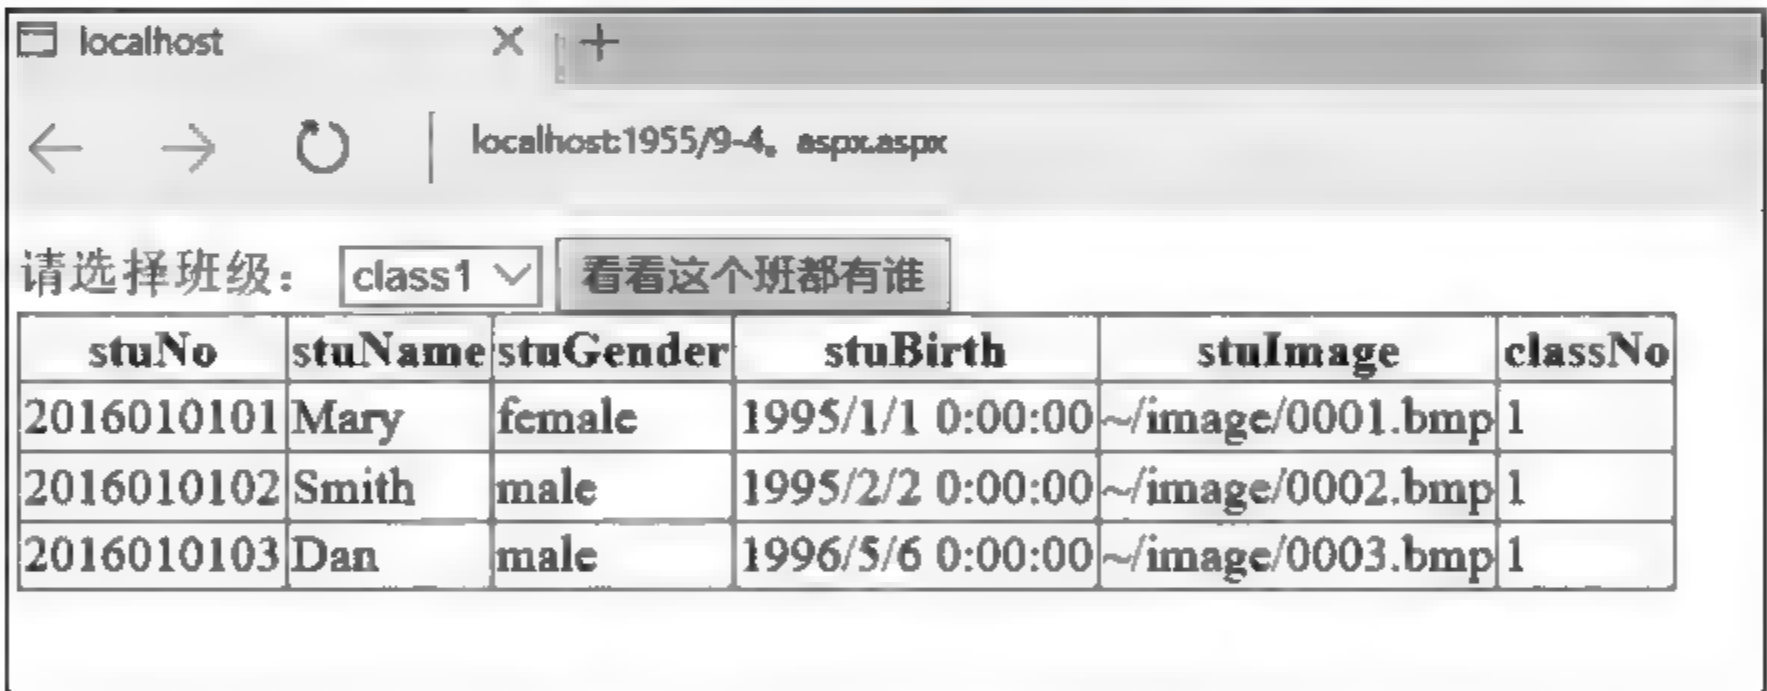 localhost
localhost:1955/9-4。aspx.aspx
请选择班级： class1 看看这个班都有谁
stuNo stuName stuGender stuBirth stuImage classNo
2016010101 Mary female 1995/1/1 0:00:00 ~/image/0001.bmp 1
2016010102 Smith male 1995/2/2 0:00:00 ~/image/0002.bmp 1
2016010103 Dan male 1996/5/6 0:00:00 ~/image/0003.bmp 1